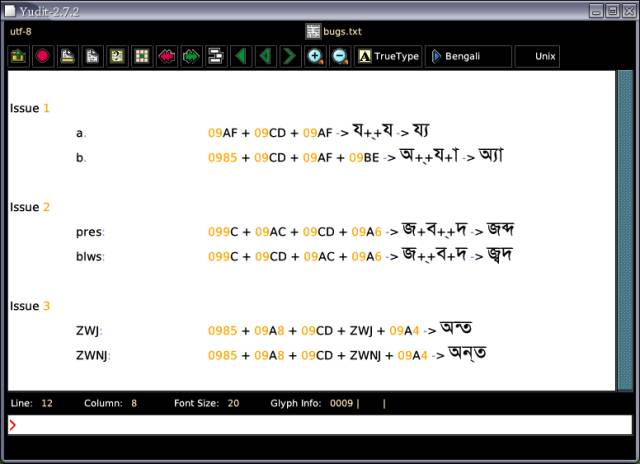 Yudit-2.7.2
utf-8 bugs.txt
TrueType Bengali Unix
Issue 1
a. 09AF + 09CD + 09AF -> য+্+য -> য্য
b. 0985 + 09CD + 09AF + 09BE -> অ+্+য+া -> অ্যা
Issue 2
pres: 099C + 09AC + 09CD + 09A6 -> জ+ব+্+দ -> জব্দ
blws: 099C + 09CD + 09AC + 09A6 -> জ+্+ব+দ -> জ্বদ
Issue 3
ZWJ: 0985 + 09A8 + 09CD + ZWJ + 09A4 -> অন্‍ত
ZWNJ: 0985 + 09A8 + 09CD + ZWNJ + 09A4 -> অন্‌ত
Line: 12 Column: 8 Font Size: 20 Glyph Info: 0009 | |